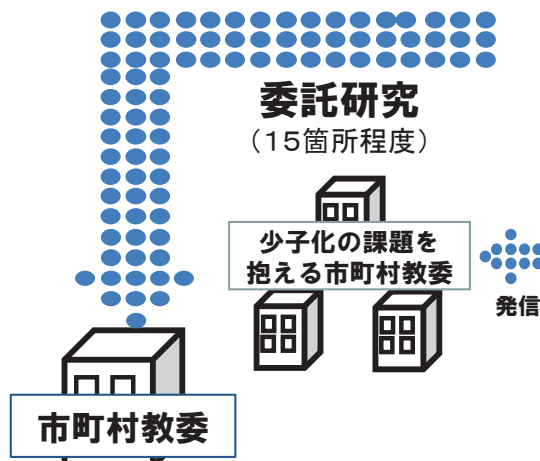 委託研究
（15箇所程度）
少子化の課題を
抱える市町村教委
発信
市町村教委